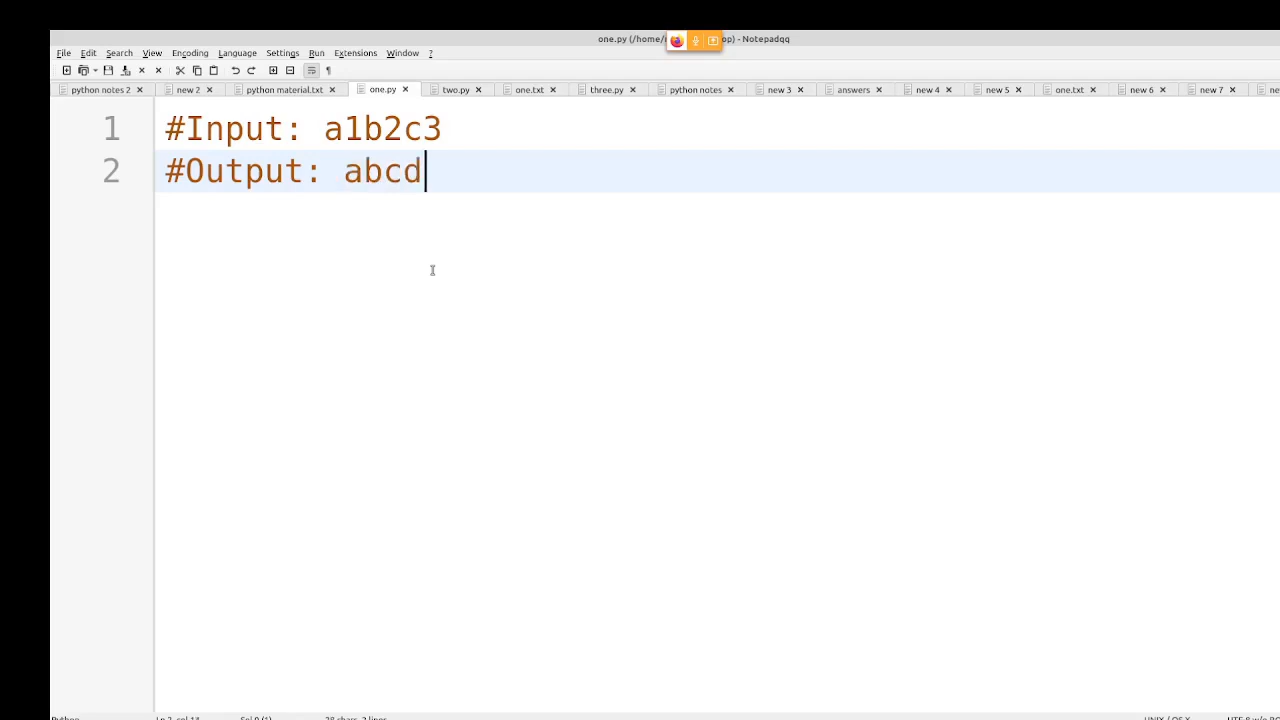 one.py (/home/ op) - Notepadqq
File Edit Search View Encoding Language Settings Run Extensions Window ?
python notes 2 new 2 python material.txt one.py two.py one.txt three.py python notes new 3 answers new 4 new 5 one.txt new 6 new 7
1 #Input: a1b2c3
2 #Output: abcd